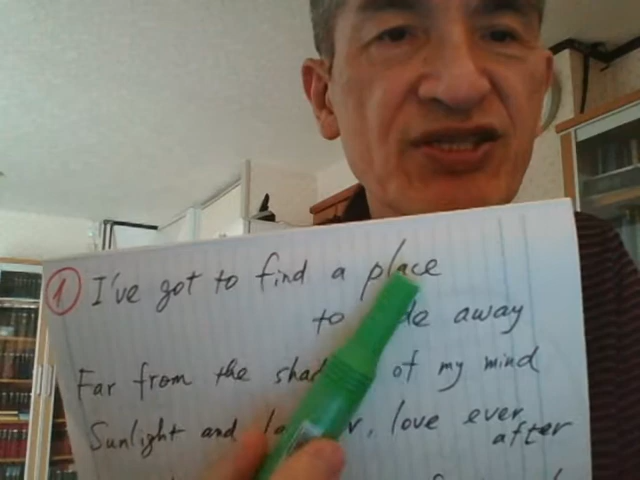 1 I've got to find a place
to away
Far from the of my mind
Sunlight and love ever
after